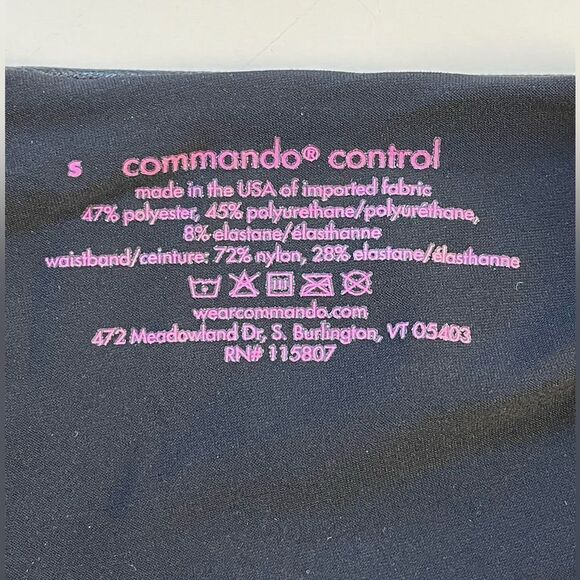 s commando® control
made in the USA of imported fabric
47% polyester, 45% polyurethane/polyuréthane,
8% elastane/élasthanne
waistband/ceinture: 72% nylon, 28% elastane/élasthanne
wearcommando.com
472 Meadowland Dr, S. Burlington, VT 05403
RN# 115807